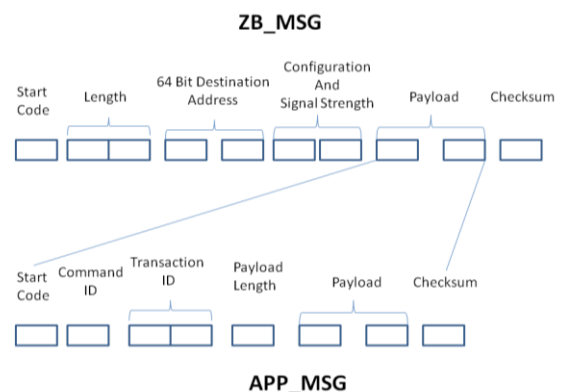 ZB_MSG
Start
Code
Length
64 Bit Destination
Address
Configuration
And
Signal Strength
Payload
Checksum
Start
Code
Command
ID
Transaction
ID
Payload
Length
Payload
Checksum
APP_MSG